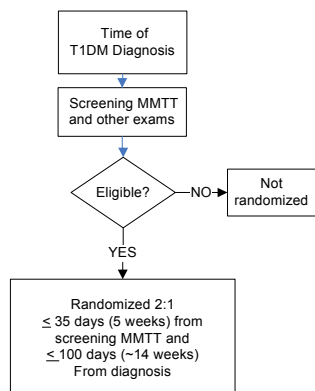 Time of
T1DM Diagnosis
Screening MMTT
and other exams
Eligible?
NO
Not
randomized
YES
Randomized 2:1
≤ 35 days (5 weeks) from
screening MMTT and
≤ 100 days (~14 weeks)
From diagnosis